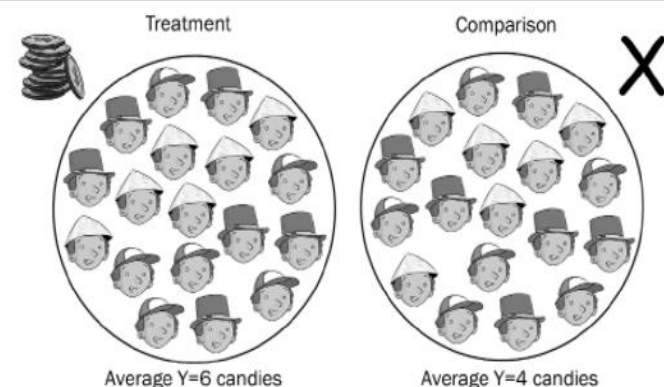 Treatment
Comparison
Average Y=6 candies
Average Y=4 candies